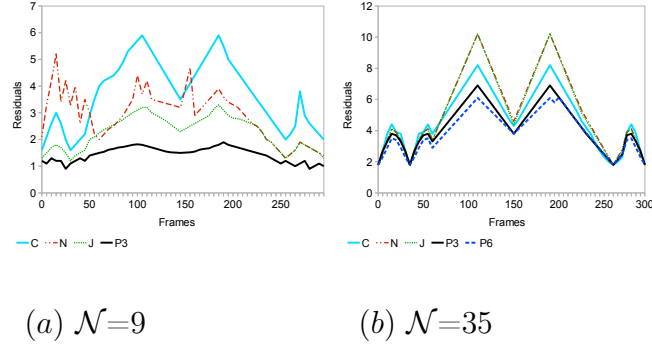 7
6
5
4
3
2
1
0
Residuals
0 50 100 150 200 250
Frames
C N J P3
12
10
8
6
4
2
0
Residuals
0 50 100 150 200 250 300
Frames
C N J P3 P6
(a) 𝒩=9
(b) 𝒩=35